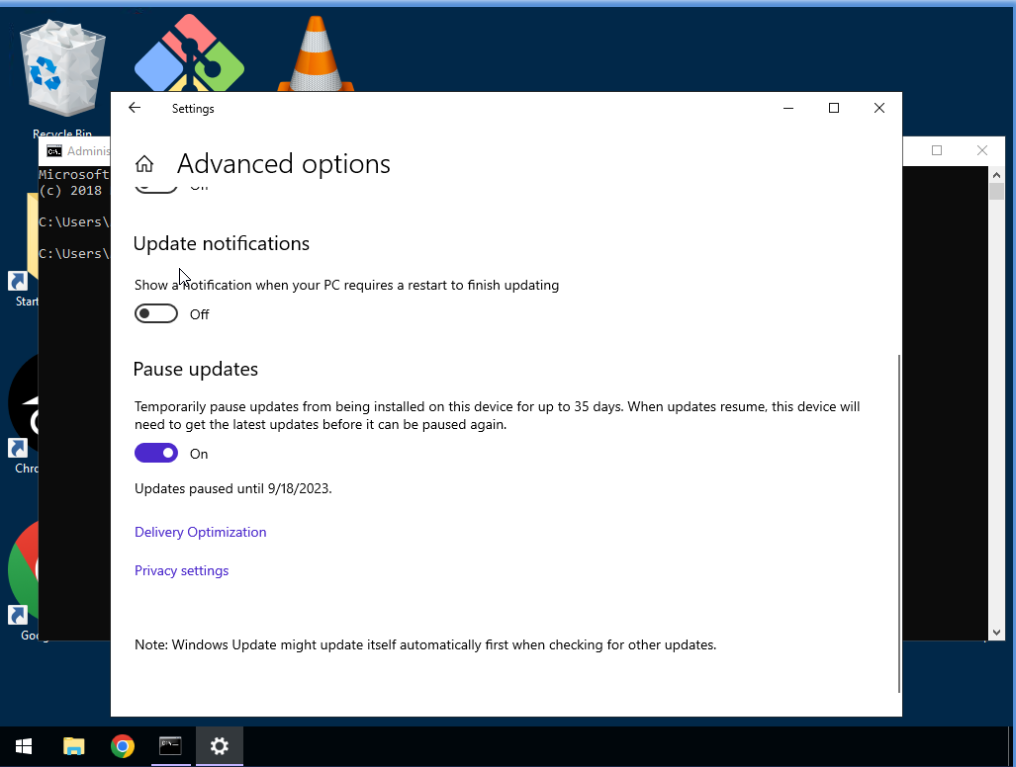 Recycle Bin
Settings
Adminis
Advanced options
Microsoft
(c) 2018
Off
C:\Users\
C:\Users\
Update notifications
Show a notification when your PC requires a restart to finish updating
Off
Start
Pause updates
Temporarily pause updates from being installed on this device for up to 35 days. When updates resume, this device will
need to get the latest updates before it can be paused again.
On
Chro
Updates paused until 9/18/2023.
Delivery Optimization
Privacy settings
Goo
Note: Windows Update might update itself automatically first when checking for other updates.